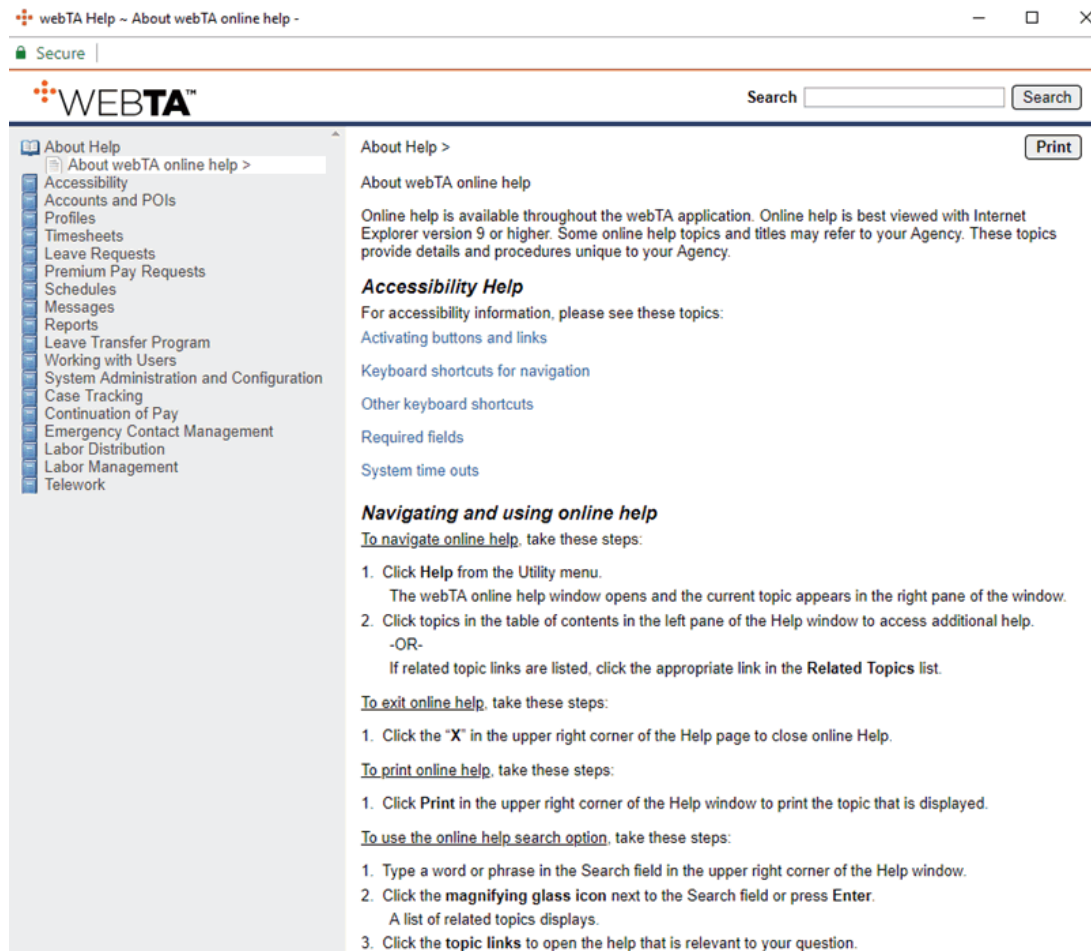 webTA Help ~ About webTA online help -
Secure
WEBTA™
Search
Search
About Help
About webTA online help >
Accessibility
Accounts and POIs
Profiles
Timesheets
Leave Requests
Premium Pay Requests
Schedules
Messages
Reports
Leave Transfer Program
Working with Users
System Administration and Configuration
Case Tracking
Continuation of Pay
Emergency Contact Management
Labor Distribution
Labor Management
Telework
About Help >
Print
About webTA online help
Online help is available throughout the webTA application. Online help is best viewed with Internet
Explorer version 9 or higher. Some online help topics and titles may refer to your Agency. These topics
provide details and procedures unique to your Agency.
Accessibility Help
For accessibility information, please see these topics:
Activating buttons and links
Keyboard shortcuts for navigation
Other keyboard shortcuts
Required fields
System time outs
Navigating and using online help
To navigate online help, take these steps:
1. Click Help from the Utility menu.
The webTA online help window opens and the current topic appears in the right pane of the window.
2. Click topics in the table of contents in the left pane of the Help window to access additional help.
-OR-
If related topic links are listed, click the appropriate link in the Related Topics list.
To exit online help, take these steps:
1. Click the “X” in the upper right corner of the Help page to close online Help.
To print online help, take these steps:
1. Click Print in the upper right corner of the Help window to print the topic that is displayed.
To use the online help search option, take these steps:
1. Type a word or phrase in the Search field in the upper right corner of the Help window.
2. Click the magnifying glass icon next to the Search field or press Enter.
A list of related topics displays.
3. Click the topic links to open the help that is relevant to your question.